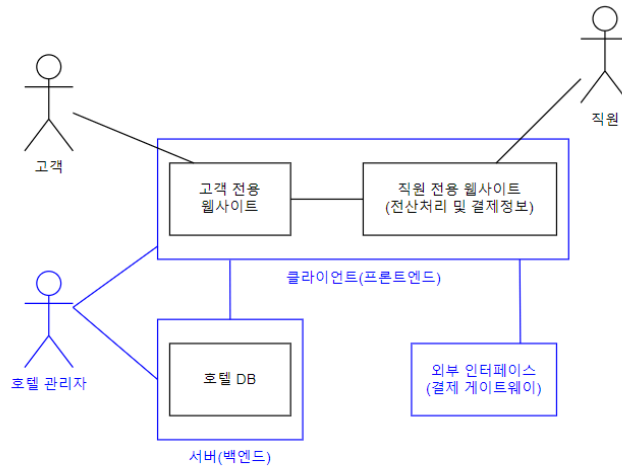 직원
고객
고객 전용
웹사이트
직원 전용 웹사이트
(전산처리 및 결제정보)
클라이언트(프론트엔드)
호텔 관리자
호텔 DB
외부 인터페이스
(결제 게이트웨이)
서버(백엔드)